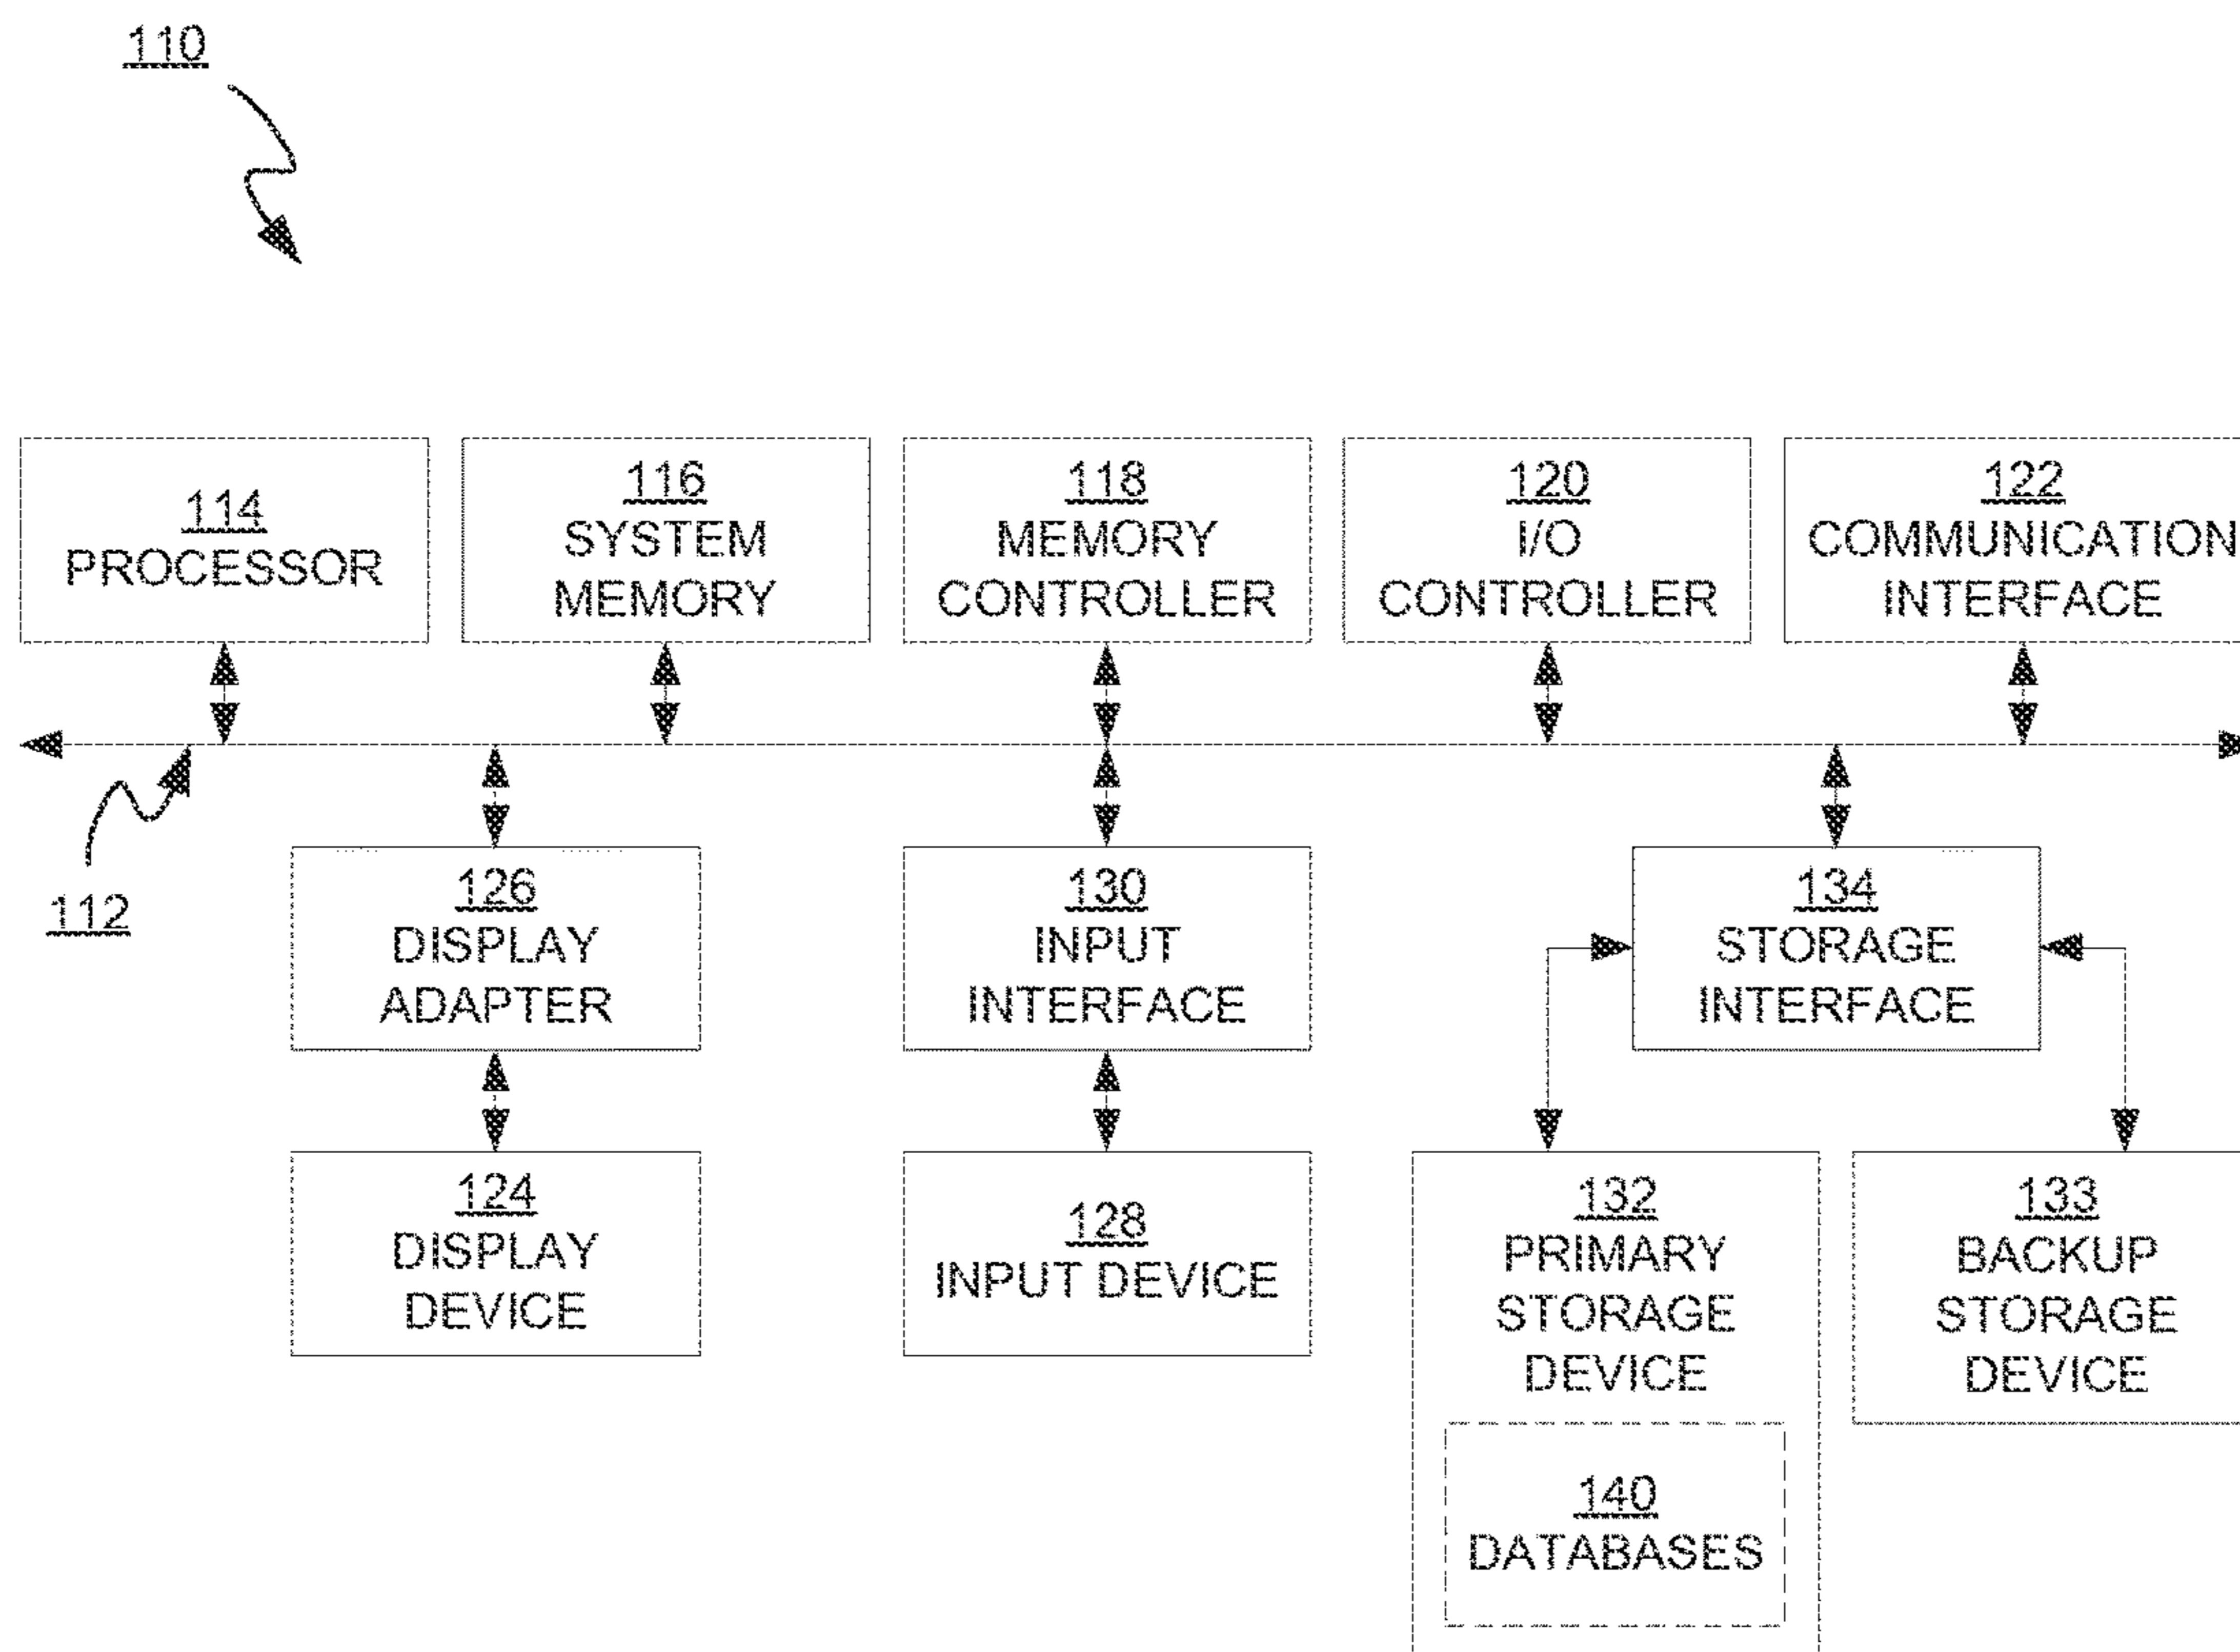 110
114
PROCESSOR
116
SYSTEM
MEMORY
118
MEMORY
CONTROLLER
120
I/O
CONTROLLER
122
COMMUNICATION
INTERFACE
112
126
DISPLAY
ADAPTER
130
INPUT
INTERFACE
134
STORAGE
INTERFACE
124
DISPLAY
DEVICE
128
INPUT DEVICE
132
PRIMARY
STORAGE
DEVICE
140
DATABASES
133
BACKUP
STORAGE
DEVICE